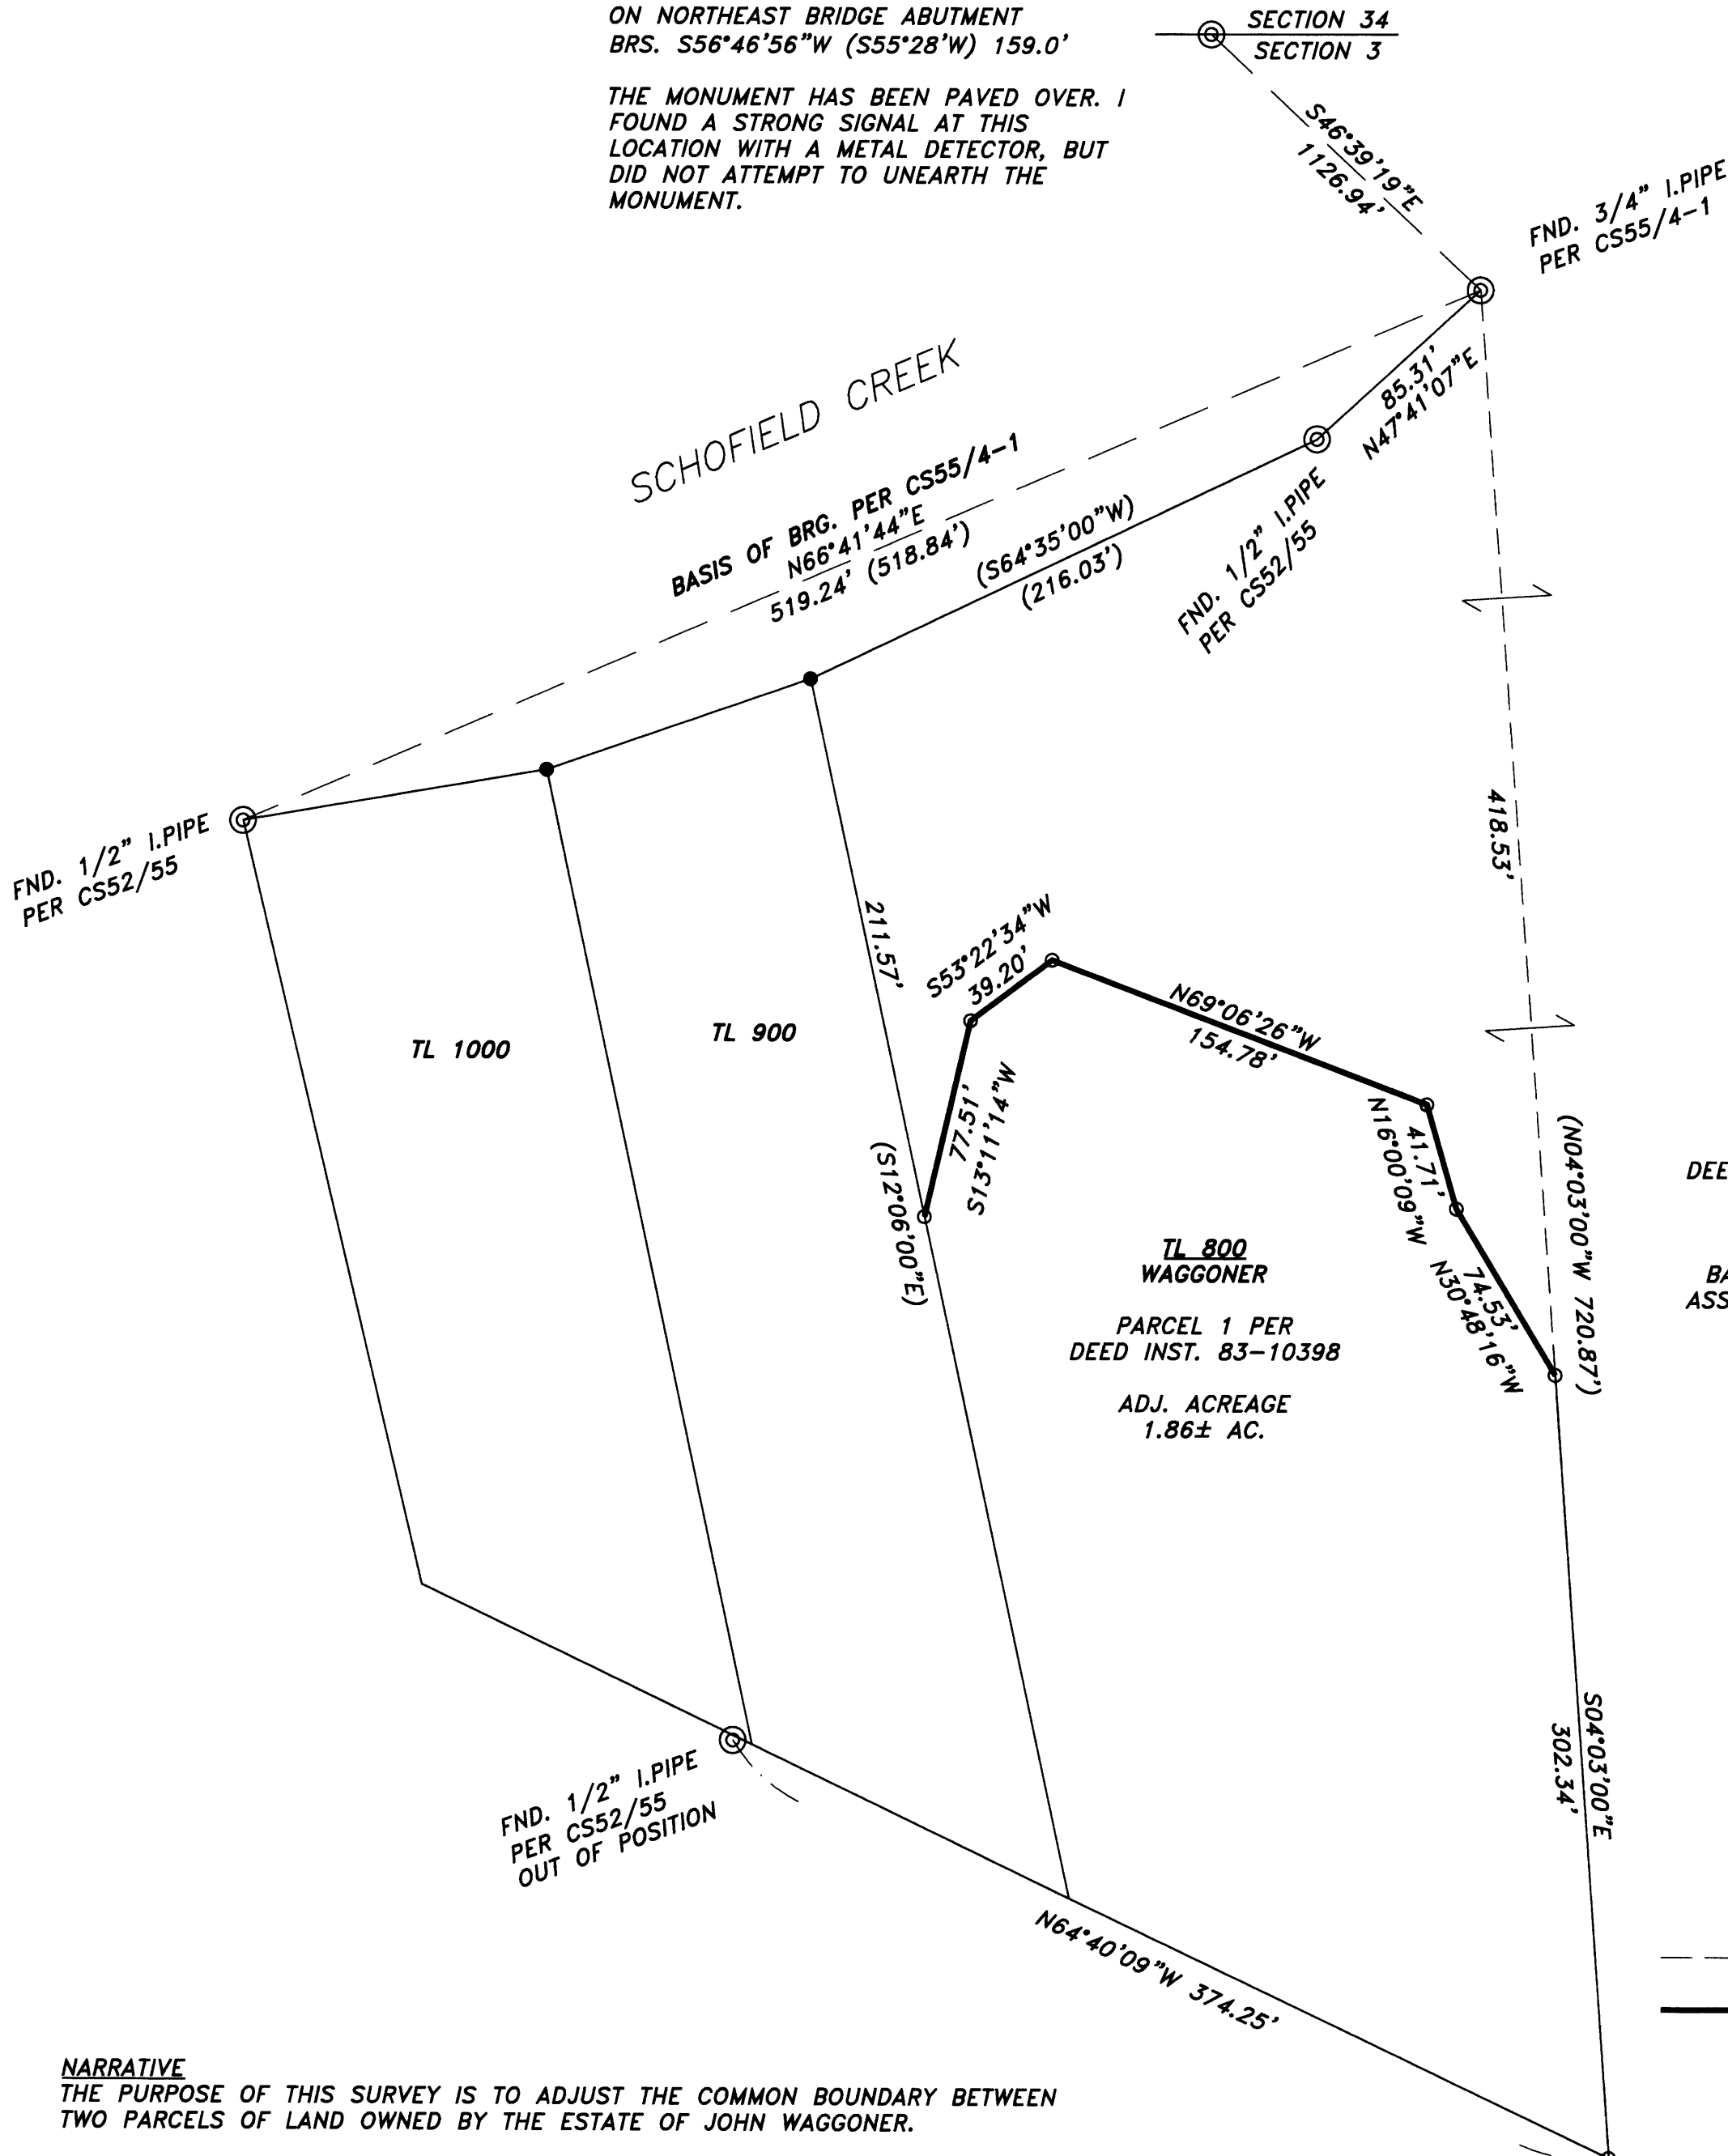 ON NORTHEAST BRIDGE ABUTMENT
BRS. S56°46'56"W (S55°28'W) 159.0'
THE MONUMENT HAS BEEN PAVED OVER. I
FOUND A STRONG SIGNAL AT THIS
LOCATION WITH A METAL DETECTOR, BUT
DID NOT ATTEMPT TO UNEARTH THE
MONUMENT.
SECTION 34
SECTION 3
S46°39'19"E
1126.94'
FND. 3/4" I.PIPE
PER CS55/4-1
SCHOFIELD CREEK
85.31'
N47°41'07"E
BASIS OF BRG. PER CS55/4-1
N66°41'44"E
519.24' (518.84')
(S64°35'00"W)
(216.03')
FND. 1/2" I.PIPE
PER CS52/55
FND. 1/2" I.PIPE
PER CS52/55
418.53'
211.57'
S53°22'34"W
39.20'
N69°06'26"W
154.78'
TL 1000
TL 900
77.51'
S13°11'14"W
(S12°06'00"E)
41.71'
N16°00'09"W
74.53'
N30°48'16"W
(N04°03'00"W 720.87')
DEE
BA
ASS
TL 800
WAGGONER
PARCEL 1 PER
DEED INST. 83-10398
ADJ. ACREAGE
1.86± AC.
S04°03'00"E
302.34'
FND. 1/2" I.PIPE
PER CS52/55
OUT OF POSITION
N64°40'09"W 374.25'
NARRATIVE
THE PURPOSE OF THIS SURVEY IS TO ADJUST THE COMMON BOUNDARY BETWEEN
TWO PARCELS OF LAND OWNED BY THE ESTATE OF JOHN WAGGONER.